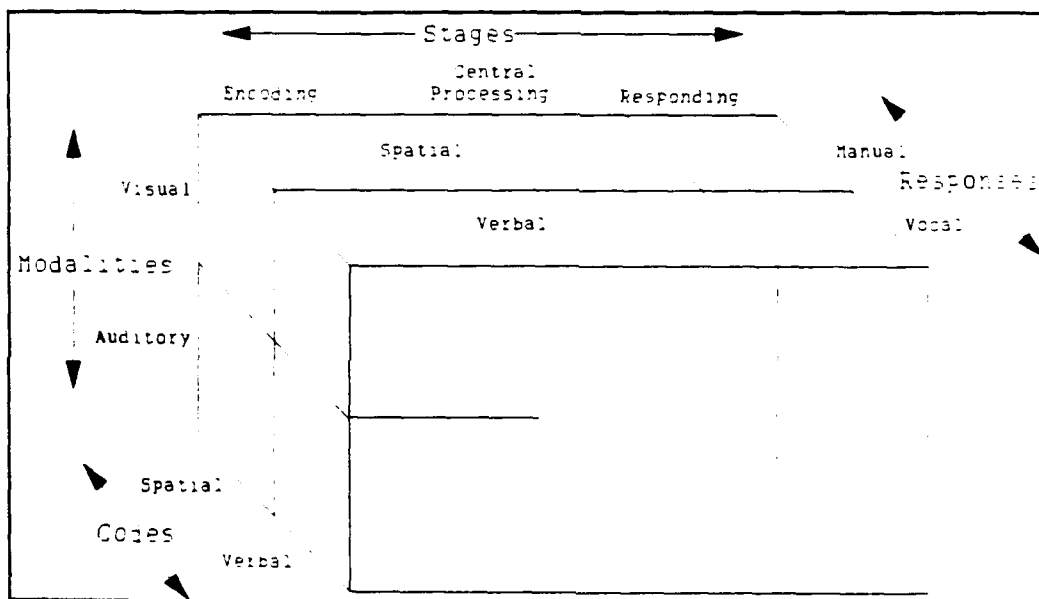 Stages
Central
Encoding Processing Responding
Spatial Manual
Visual Responses
Verbal Vocal
Modalities
Auditory
Spatial
Codes
Verbal